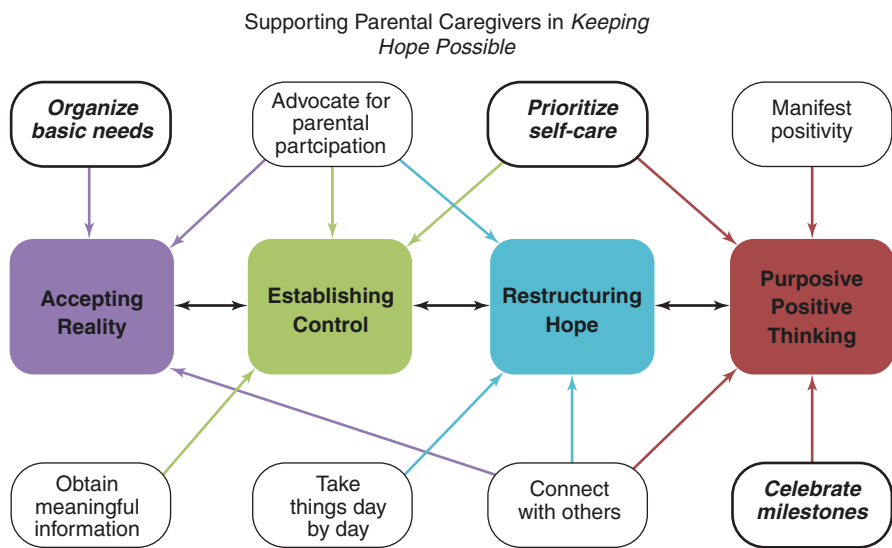 Supporting Parental Caregivers in Keeping
Hope Possible
Organize
basic needs
Advocate for
parental
partcipation
Prioritize
self-care
Manifest
positivity
Accepting
Reality
Establishing
Control
Restructuring
Hope
Purposive
Positive
Thinking
Obtain
meaningful
information
Take
things day
by day
Connect
with others
Celebrate
milestones